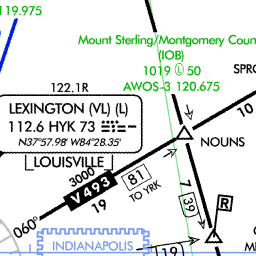 119.975
Mount Sterling/Montgomery Coun
(IOB)
1019 Ⓛ 50
AWOS-3 120.675
SPRO
122.1R
LEXINGTON (VL) (L)
112.6 HYK 73
N37°57.98' W84°28.35'
LOUISVILLE
10
NOUNS
3000
V493
19
81
TO YRK
7
39
R
060°
INDIANAPOLIS
19